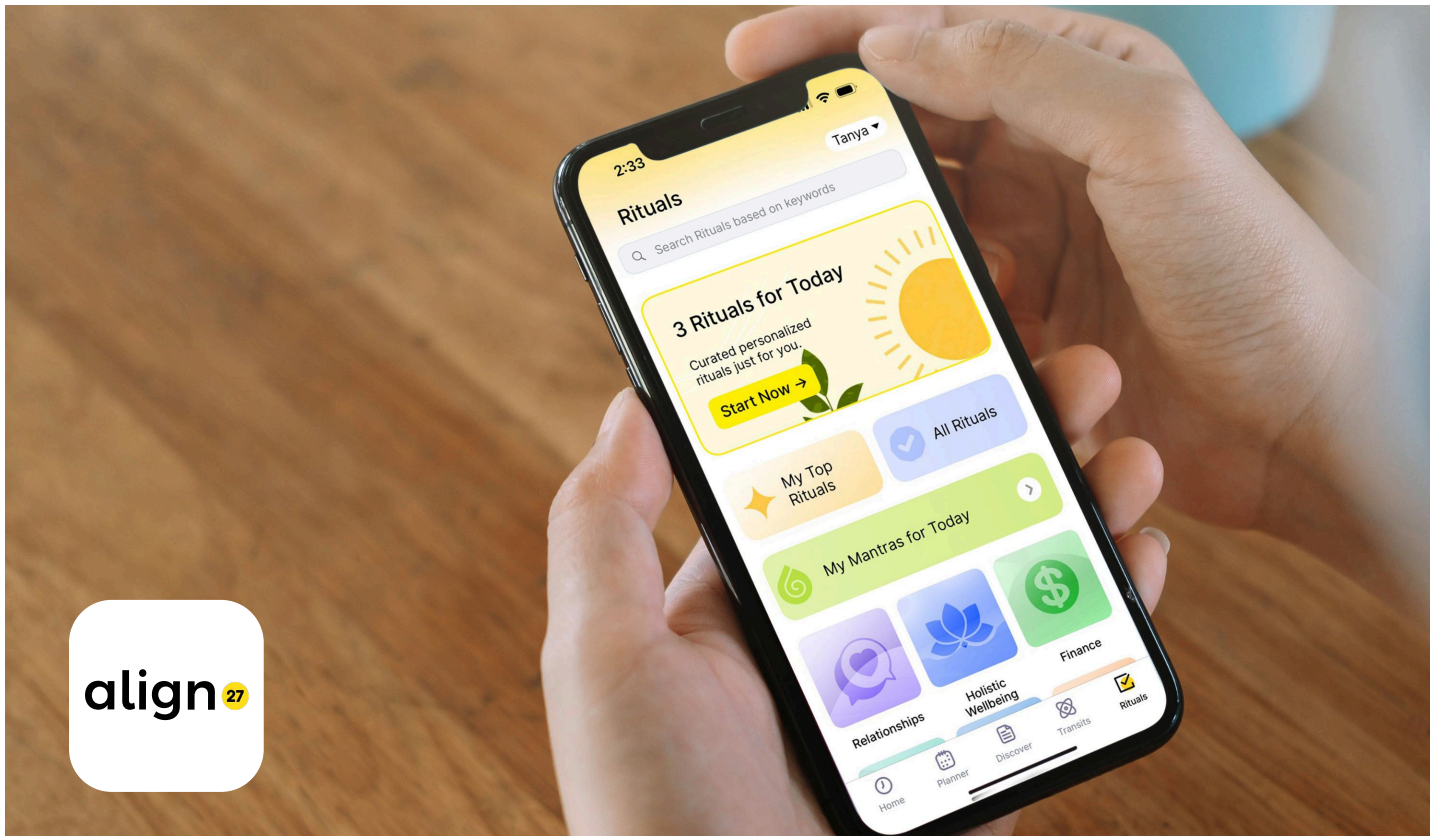 2:33
Tanya
Rituals
Search Rituals based on keywords
3 Rituals for Today
Curated personalized
rituals just for you.
Start Now →
My Top
Rituals
All Rituals
My Mantras for Today
Relationships
Holistic
Wellbeing
Finance
Home
Planner
Discover
Transits
Rituals
align27